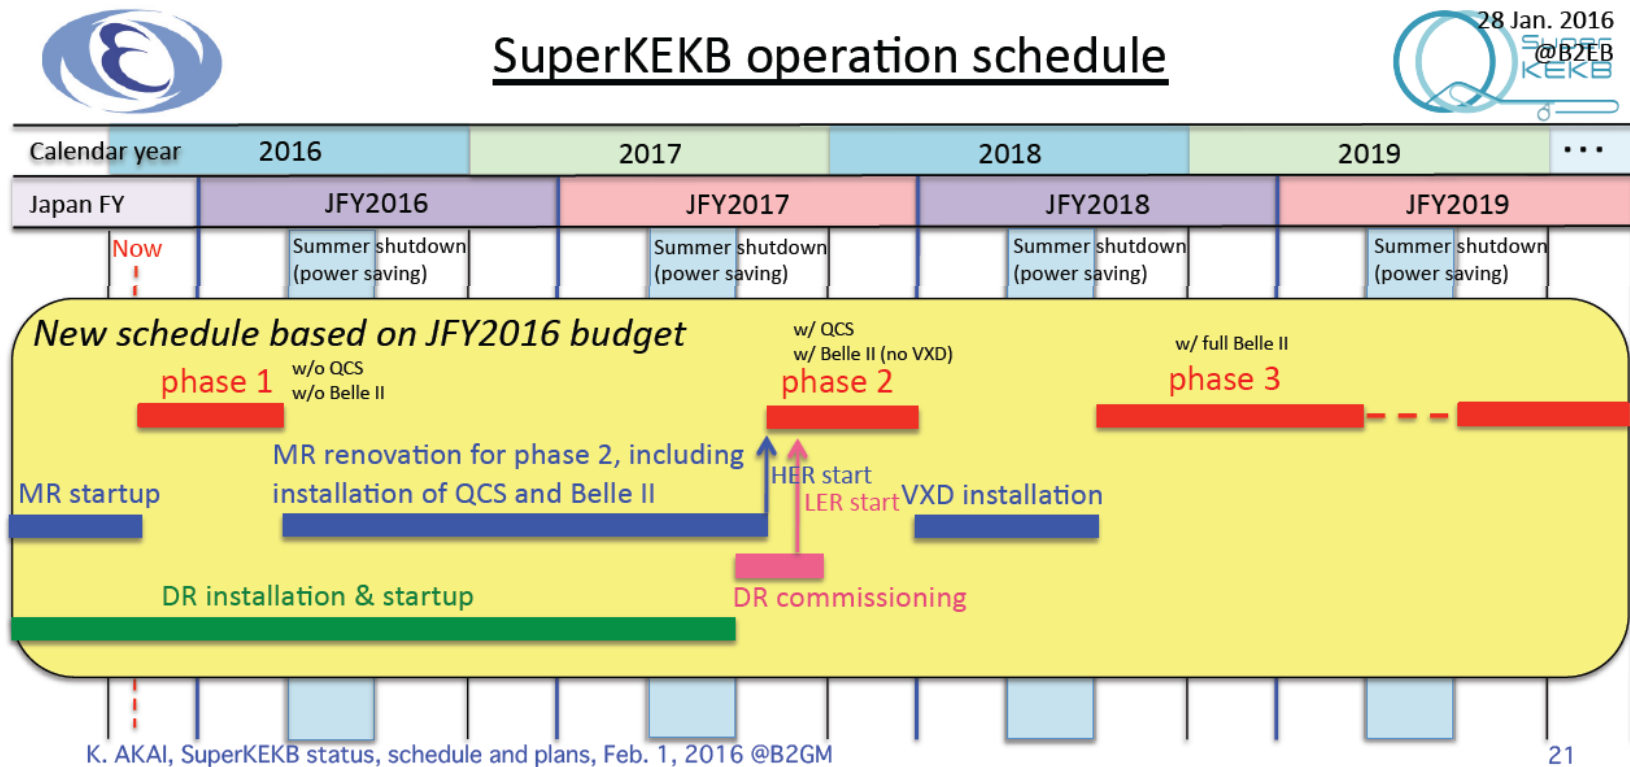 28 Jan. 2016
SuperKEKB operation schedule
Super
@B2EB
KEKB
Calendar year 2016 2017 2018 2019 ...
Japan FY JFY2016 JFY2017 JFY2018 JFY2019
Now
Summer shutdown
(power saving)
Summer shutdown
(power saving)
Summer shutdown
(power saving)
Summer shutdown
(power saving)
New schedule based on JFY2016 budget
phase 1
w/o QCS
w/o Belle II
w/ QCS
w/ Belle II (no VXD)
phase 2
w/ full Belle II
phase 3
MR startup
MR renovation for phase 2, including
installation of QCS and Belle II
HER start
LER start
VXD installation
DR installation & startup
DR commissioning
K. AKAI, SuperKEKB status, schedule and plans, Feb. 1, 2016 @B2GM
21